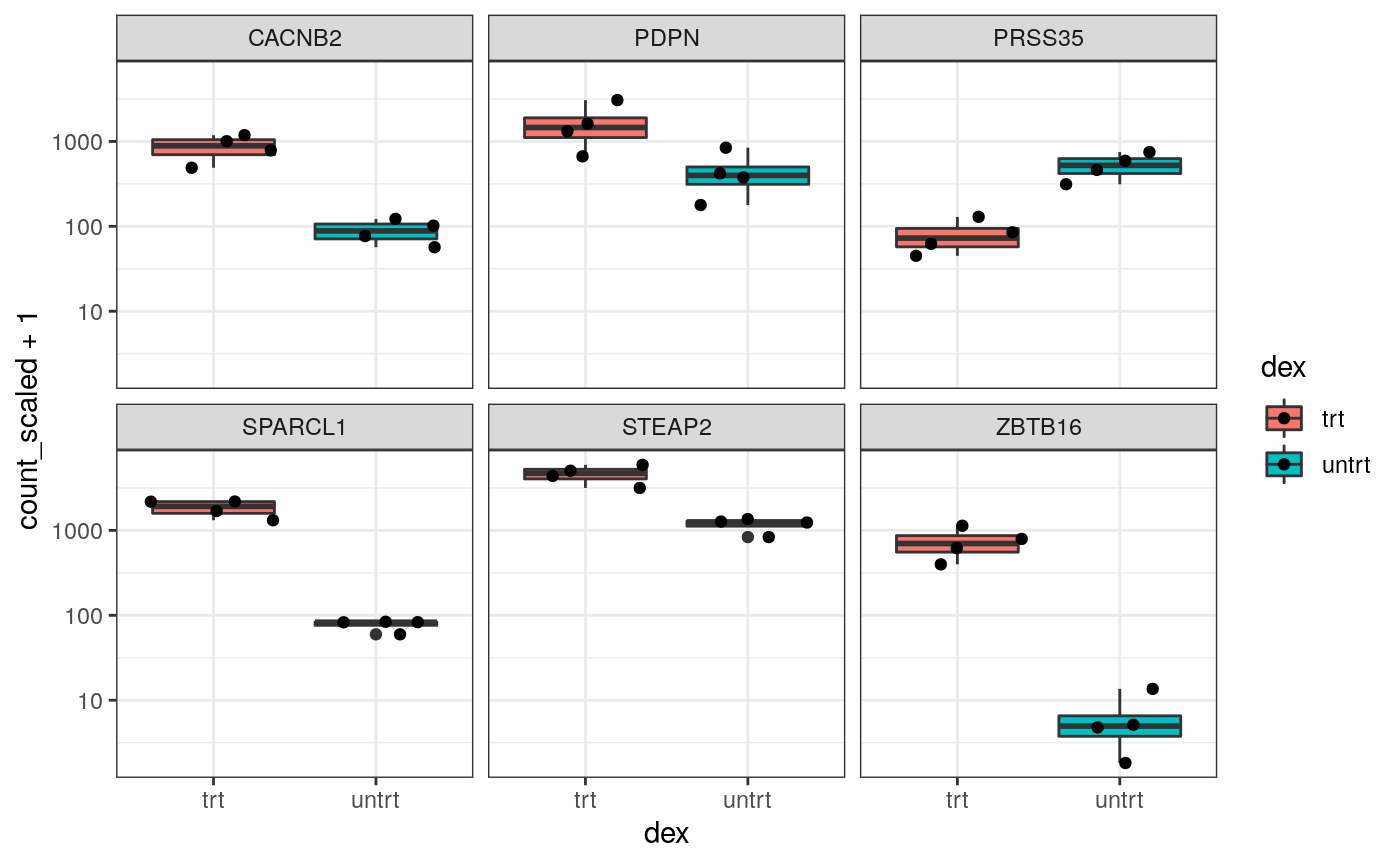 CACNB2 PDPN PRSS35
1000
100
10
count_scaled + 1
SPARCL1 STEAP2 ZBTB16
1000
100
10
trt untrt trt untrt trt untrt
dex
dex
trt
untrt